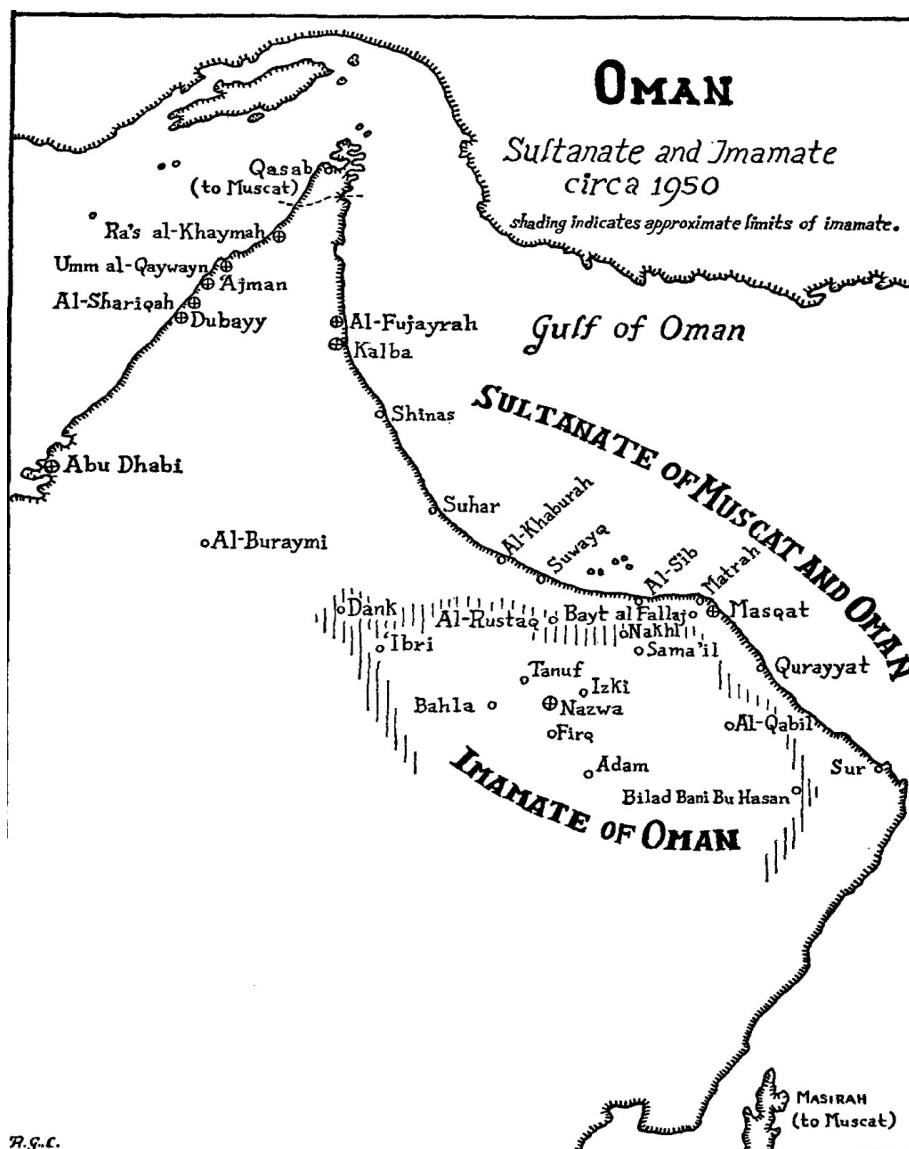 OMAN
Sultanate and Imamate
circa 1950
shading indicates approximate limits of imamate.
Qasab
(to Muscat)
Ra's al-Khaymah
Umm al-Qaywayn
Ajman
Al-Shariqah
Dubayy
Al-Fujayrah
Kalba
Gulf of Oman
Shinas
SULTANATE OF MUSCAT AND OMAN
Abu Dhabi
Suhar
Al-Buraymi
Al-Khaburah
Suwayq
Al-Sib
Matrah
Dank
Al-Rustaq
Bayt al Fallaj
Masqat
Nakhl
Ibri
Sama'il
Qurayyat
Tanuf
Izki
Bahla
Nazwa
Al-Qabil
Firq
Adam
Sur
Bilad Bani Bu Hasan
IMAMATE OF OMAN
MASIRAH
(to Muscat)